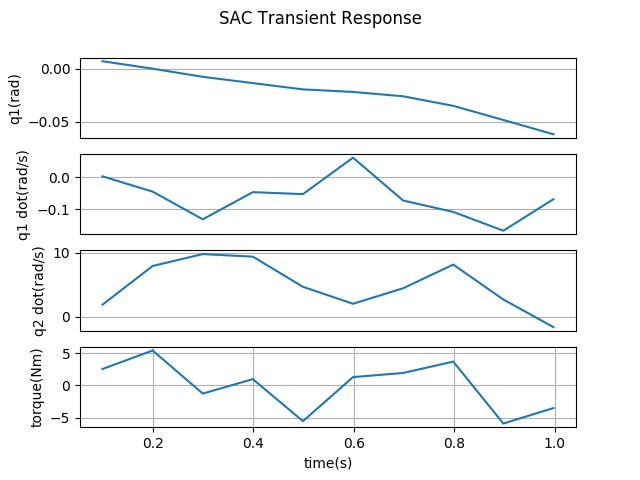 SAC Transient Response
q1(rad)
0.00
−0.05
q1 dot(rad/s)
0.0
−0.1
q2 dot(rad/s)
10
0
torque(Nm)
5
0
−5
0.2 0.4 0.6 0.8 1.0
time(s)